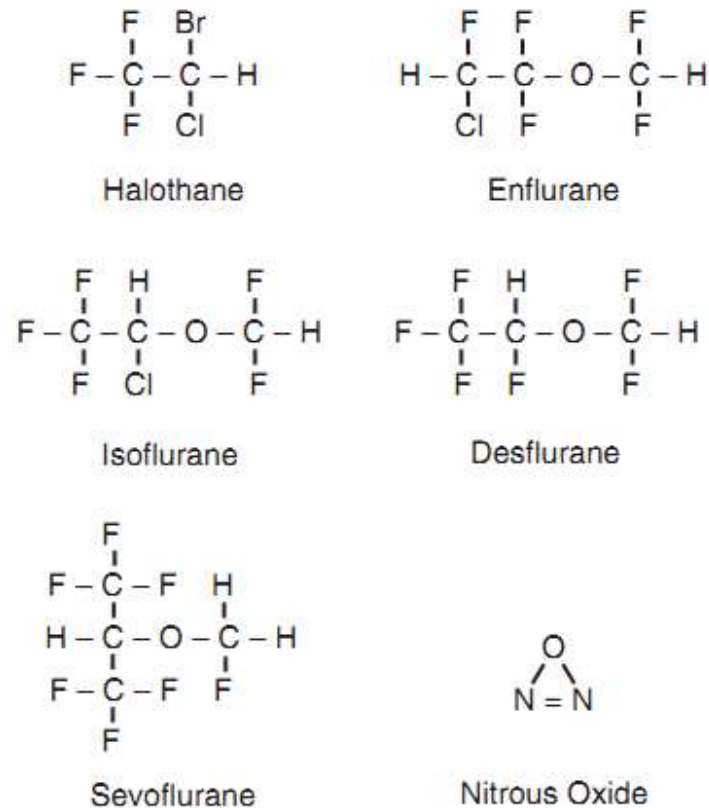 F Br
F – C – C – H
F Cl
Halothane
F F F
H – C – C – O – C – H
Cl F F
Enflurane
F H F
F – C – C – O – C – H
F Cl F
Isoflurane
F H F
F – C – C – O – C – H
F F F
Desflurane
F
F – C – F H
H – C – O – C – H
F – C – F F
F
Sevoflurane
O
N = N
Nitrous Oxide